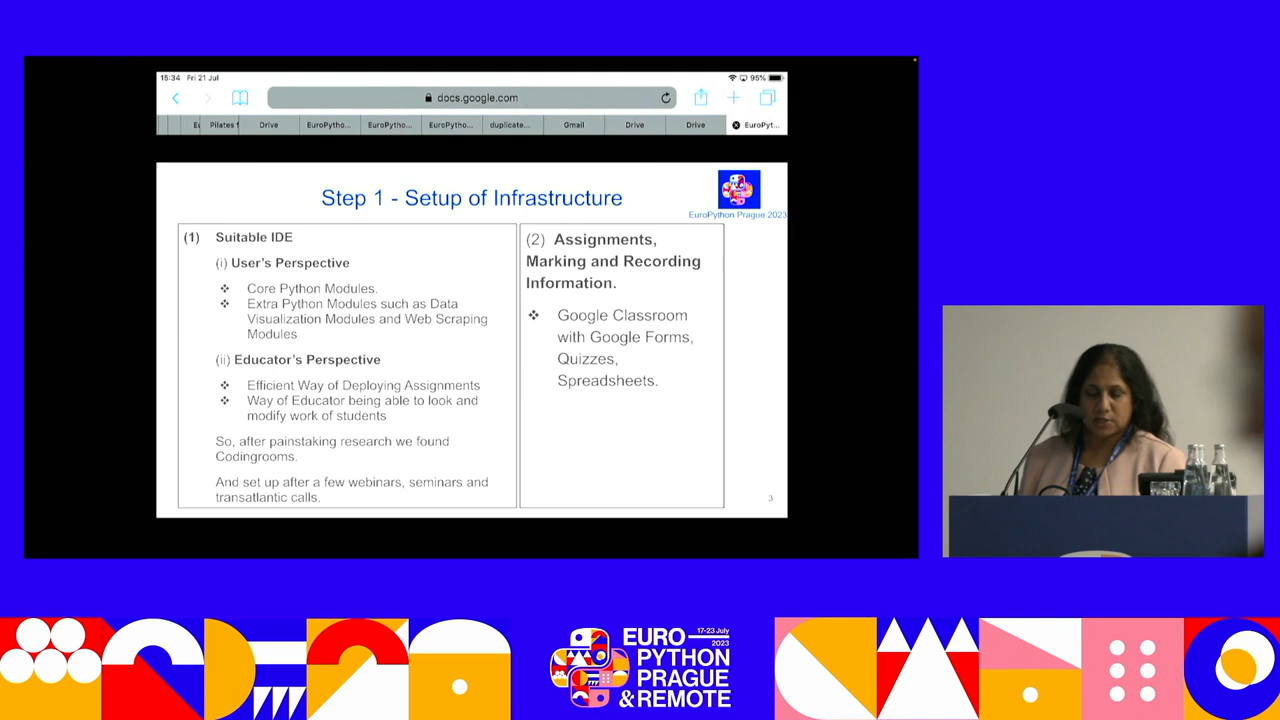 15:34 Fri 21 Jul
95%
docs.google.com
Pilates
Drive
EuroPytho...
EuroPytho...
EuroPytho...
duplicate...
Gmail
Drive
Drive
EuroPyt...
Step 1 - Setup of Infrastructure
EuroPython Prague 2023
(1) Suitable IDE
(i) User's Perspective
❖ Core Python Modules.
❖ Extra Python Modules such as Data
Visualization Modules and Web Scraping
Modules
(ii) Educator's Perspective
❖ Efficient Way of Deploying Assignments
❖ Way of Educator being able to look and
modify work of students
So, after painstaking research we found
Codingrooms.
And set up after a few webinars, seminars and
transatlantic calls.
(2) Assignments,
Marking and Recording
Information.
❖ Google Classroom
with Google Forms,
Quizzes,
Spreadsheets.
3
EURO
17-23 July
2023
PYTHON
PRAGUE
& REMOTE